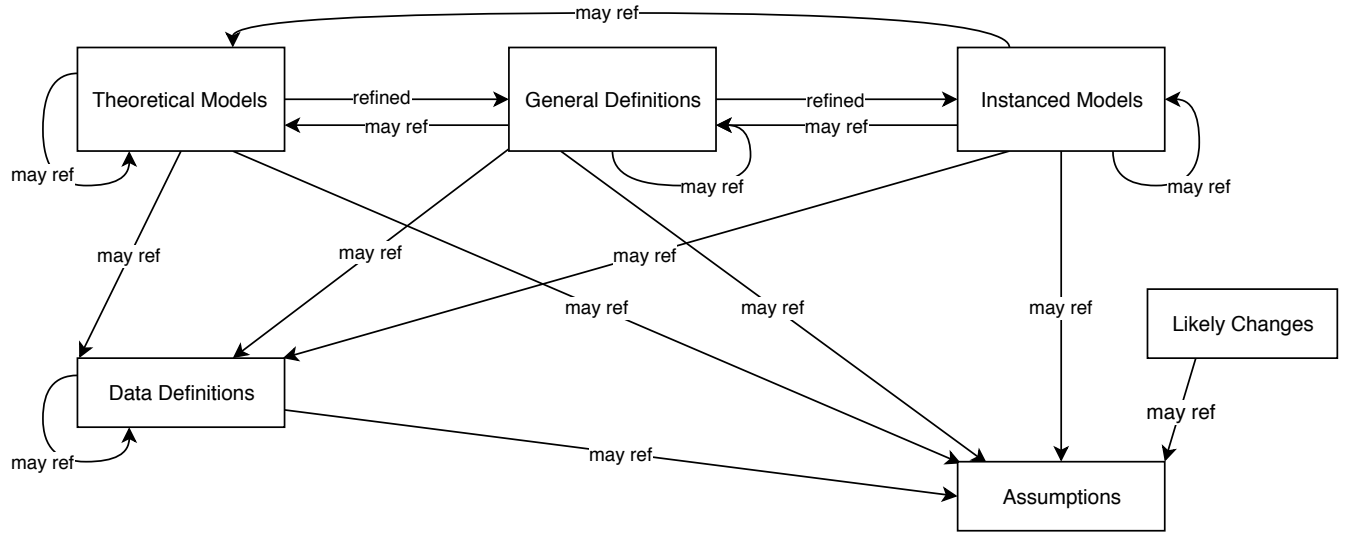 may ref
Theoretical Models
refined
General Definitions
refined
Instanced Models
may ref
may ref
may ref
may ref
may ref
may ref
may ref
may ref
may ref
may ref
may ref
may ref
Likely Changes
Data Definitions
may ref
may ref
may ref
Assumptions